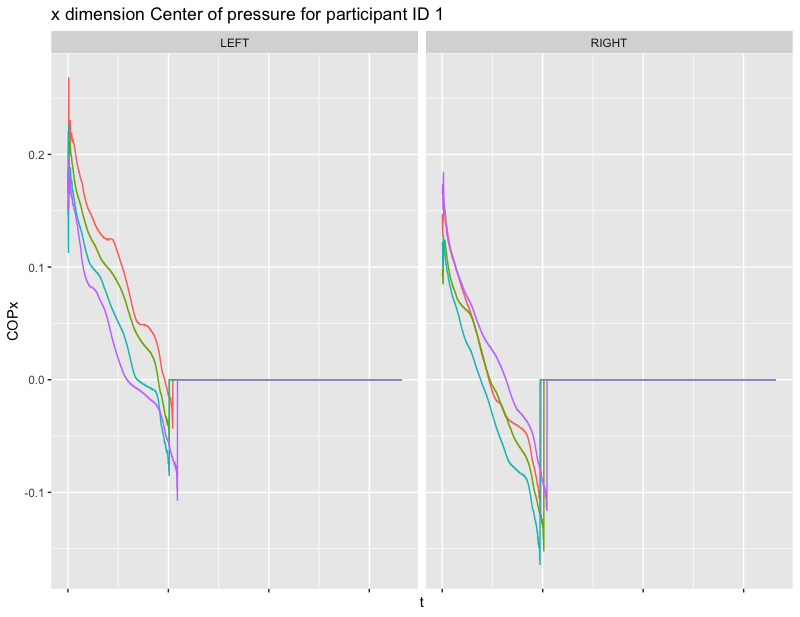 x dimension Center of pressure for participant ID 1
LEFT
RIGHT
0.2
0.1
0.0
-0.1
COPx
t